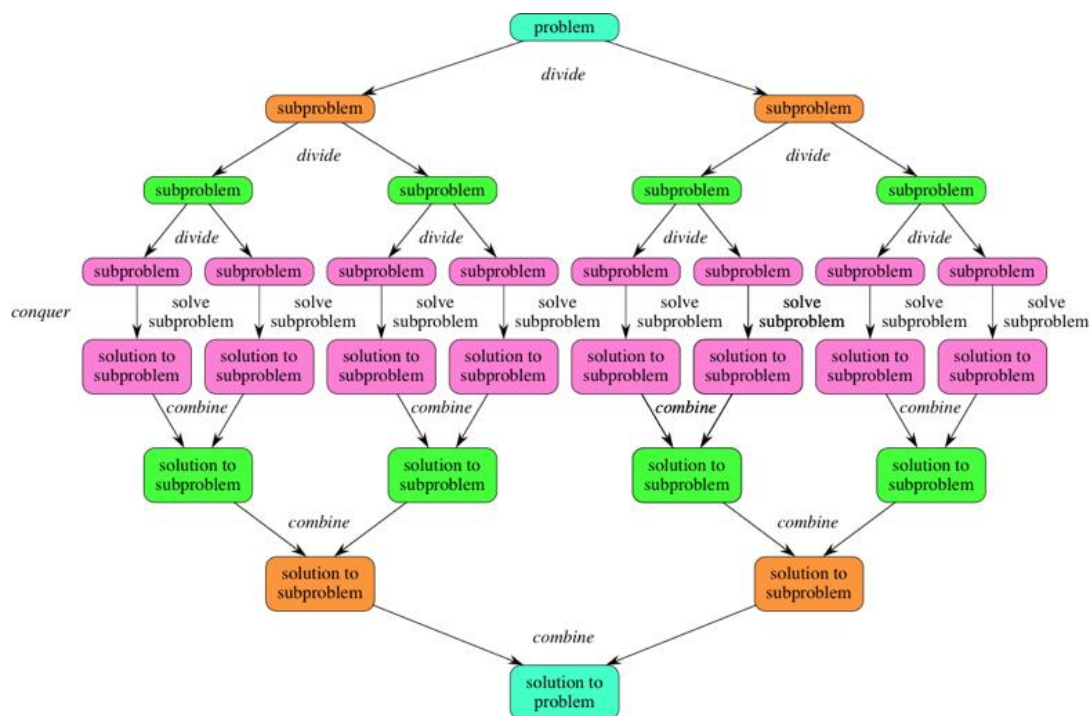 problem
divide
subproblem subproblem
divide divide
subproblem subproblem subproblem subproblem
divide divide divide divide
subproblem subproblem subproblem subproblem subproblem subproblem subproblem subproblem
conquer
solve solve solve solve solve solve solve solve
subproblem subproblem subproblem subproblem subproblem subproblem subproblem subproblem
solution to solution to solution to solution to solution to solution to solution to solution to
subproblem subproblem subproblem subproblem subproblem subproblem subproblem subproblem
combine combine combine combine
solution to solution to solution to solution to
subproblem subproblem subproblem subproblem
combine combine
solution to solution to
subproblem subproblem
combine
solution to
problem